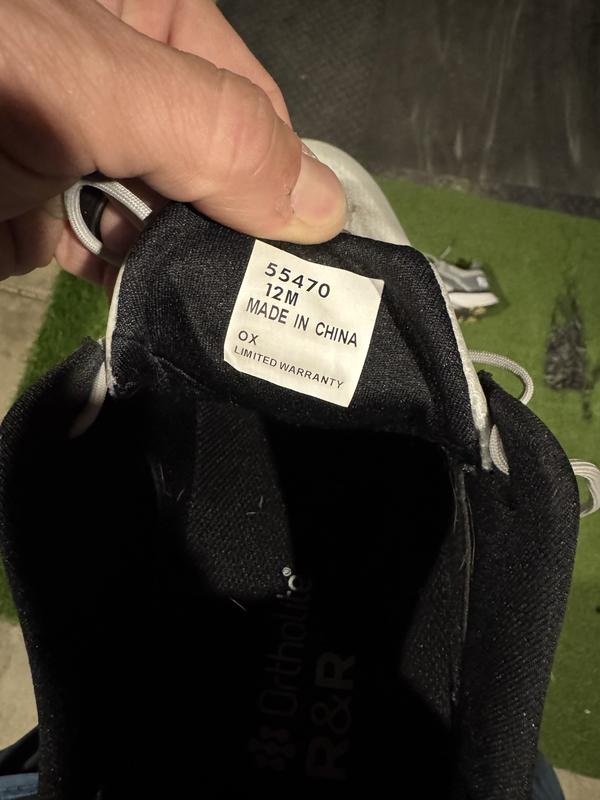 55470
12M
MADE IN CHINA
OX
LIMITED WARRANTY
Ortholite®
R&R